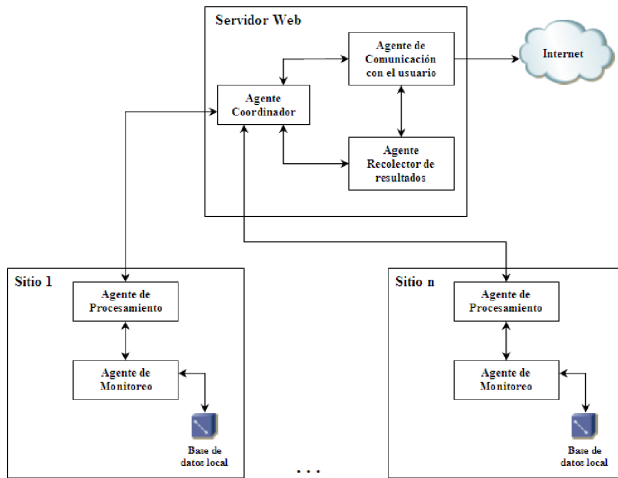 Servidor Web
Agente de
Comunicación
con el usuario
Internet
Agente
Coordinador
Agente
Recolector de
resultados
Sitio 1
Agente de
Procesamiento
Agente de
Monitoreo
Base de
datos local
. . .
Sitio n
Agente de
Procesamiento
Agente de
Monitoreo
Base de
datos local